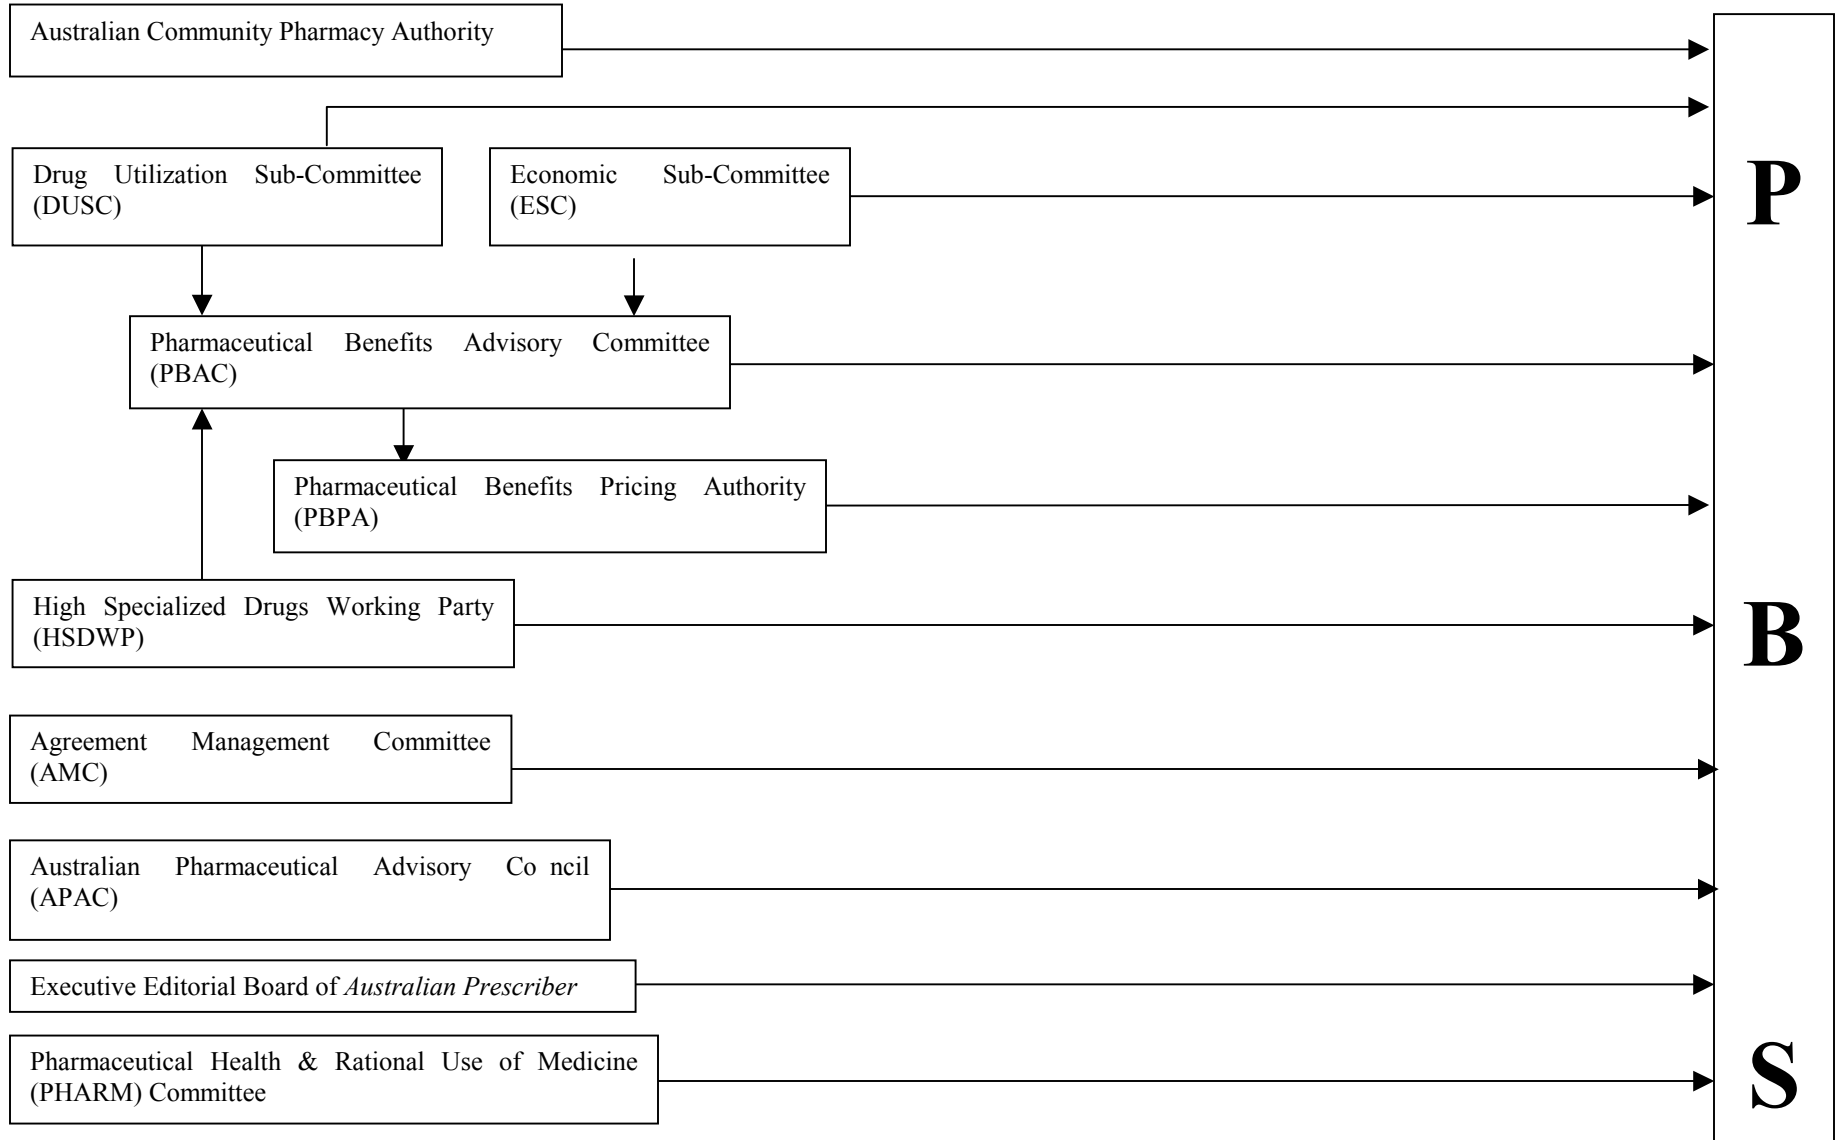 Australian Community Pharmacy Authority
Drug Utilization Sub-Committee
(DUSC)
Economic Sub-Committee
(ESC)
P
Pharmaceutical Benefits Advisory Committee
(PBAC)
Pharmaceutical Benefits Pricing Authority
(PBPA)
High Specialized Drugs Working Party
(HSDWP)
B
Agreement Management Committee
(AMC)
Australian Pharmaceutical Advisory Co ncil
(APAC)
Executive Editorial Board of Australian Prescriber
Pharmaceutical Health & Rational Use of Medicine
(PHARM) Committee
S